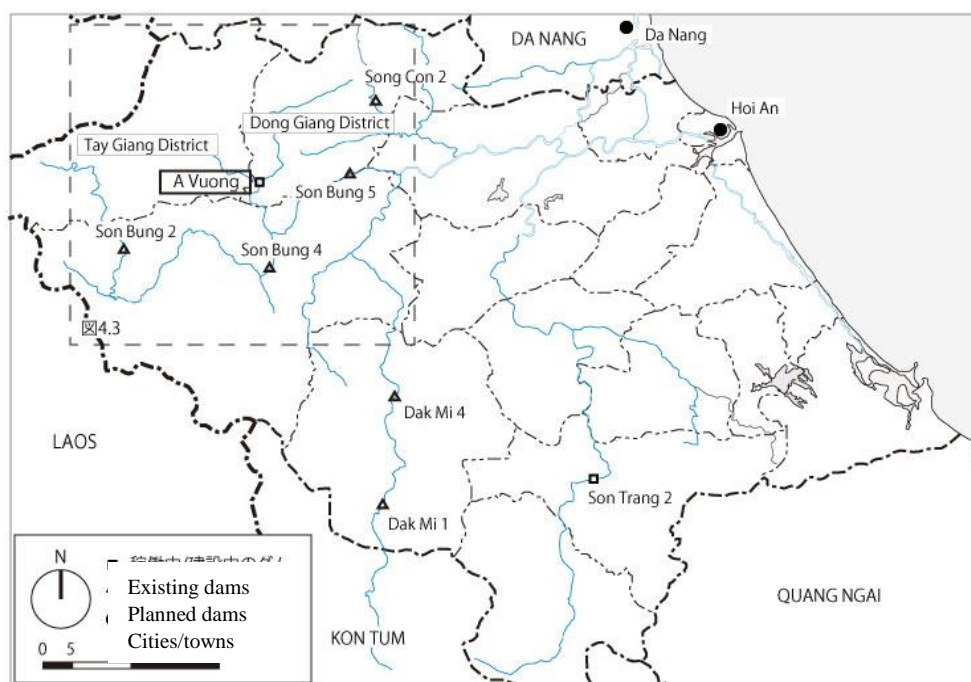 DA NANG
Da Nang
Song Con 2
Hoi An
Dong Giang District
Tay Giang District
A Vuong
Son Bung 5
Son Bung 2
Son Bung 4
図4.3
Dak Mi 4
LAOS
Son Trang 2
Dak Mi 1
N
Existing dams
Planned dams
Cities/towns
0 5
KON TUM
QUANG NGAI